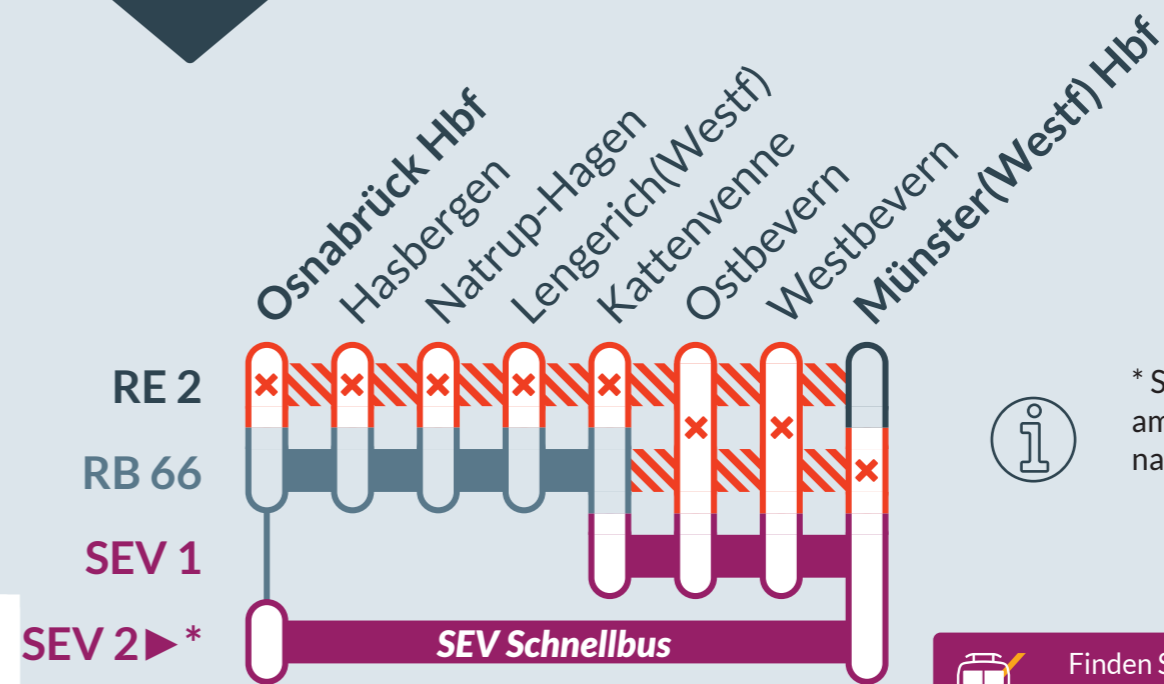 Osnabrück Hbf
Hasbergen
Natrup-Hagen
Lengerich(Westf)
Kattenvenne
Ostbevern
Westbevern
Münster(Westf) Hbf
RE 2
RB 66
SEV 1
SEV 2►*
SEV Schnellbus
* S
am
na
Finden S